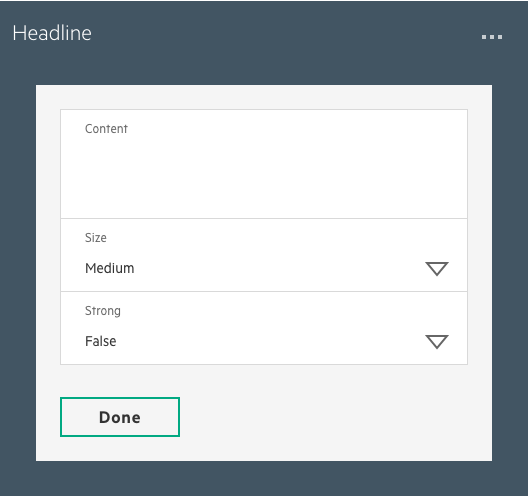 Headline
Content
Size
Medium
Strong
False
Done